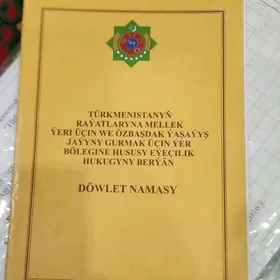 TÜRKMENISTANYŇ
RAÝATLARYNA MELLEK
ÝERI ÜÇIN WE ÖZBAŞDAK ÝAŞAÝYŞ
JAÝYNY GURMAK ÜÇIN ÝER
BÖLEGINE HUSUSY EÝEÇILIK
HUKUGYNY BERÝÄN
DÖWLET NAMASY